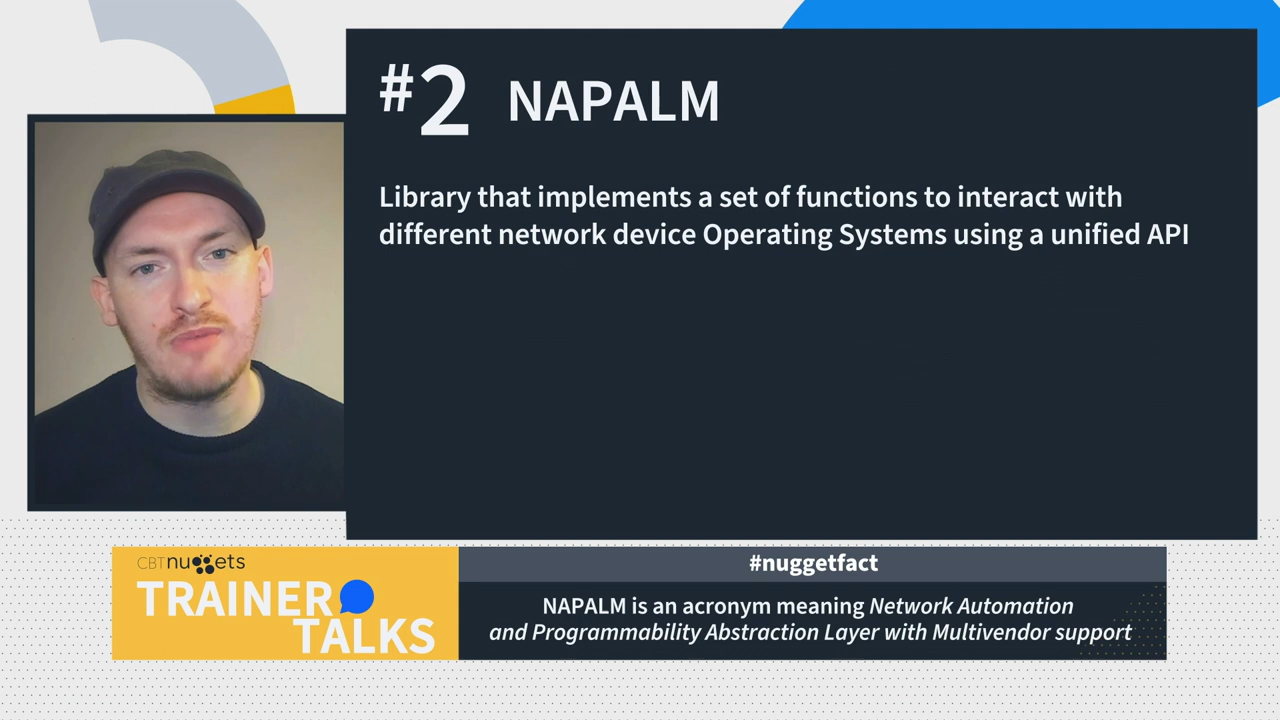 #2 NAPALM
Library that implements a set of functions to interact with
different network device Operating Systems using a unified API
CBTnuggets
TRAINER
TALKS
#nuggetfact
NAPALM is an acronym meaning Network Automation
and Programmability Abstraction Layer with Multivendor support